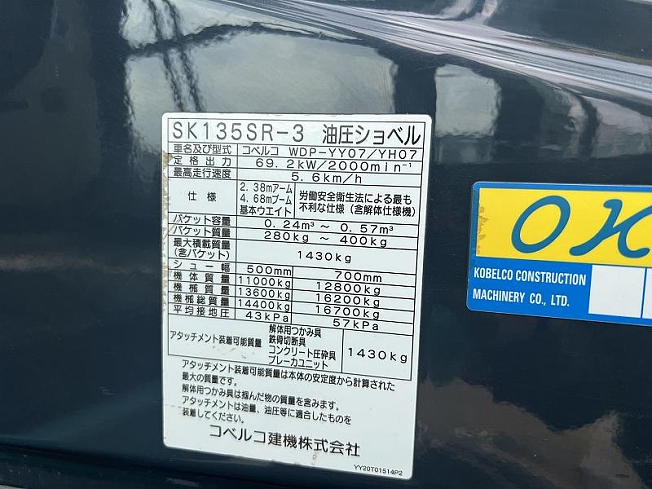 SK135SR-3 油圧ショベル
車名及び型式 コベルコ WDP-YY07/YH07
定格出力 69.2kW/2000min⁻¹
最高走行速度 5.6km/h
仕様 2.38mアーム 4.68mブーム 基本ウエイト 労働安全衛生法による最も不利な仕様(含解体仕様機)
バケット容量 0.24m³ ~ 0.57m³
バケット質量 280kg ~ 400kg
最大積載質量(含バケット) 1430kg
シュー幅 500mm 700mm
機体質量 11000kg 12800kg
機械質量 13600kg 16200kg
機械総質量 14400kg 16700kg
平均接地圧 43kPa 57kPa
アタッチメント装着可能質量 解体用つかみ具 鉄骨切断具 コンクリート圧砕具 ブレーカユニット 1430kg
アタッチメント装着可能質量は本体の安定度から計算された
最大の質量です。
解体用つかみ具は掴んだ物の質量を含みます。
アタッチメントは油量、油圧等に適合したものを
装着してください。
コベルコ建機株式会社
YY20T01514P2
OK
KOBELCO CONSTRUCTION
MACHINERY CO., LTD.